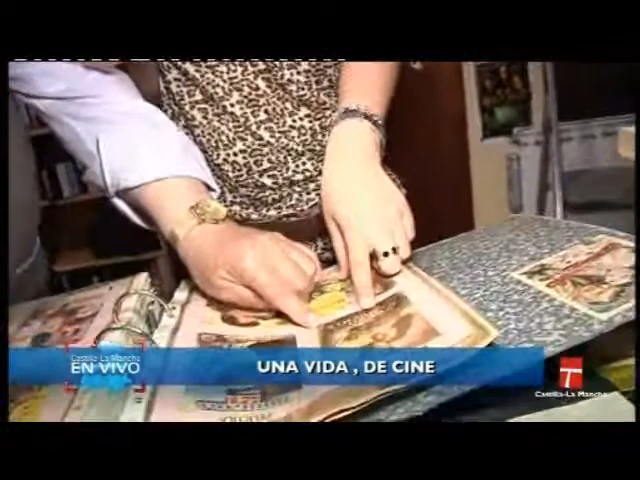 Castilla-La Mancha
EN VIVO
UNA VIDA , DE CINE
T
Castilla-La Mancha